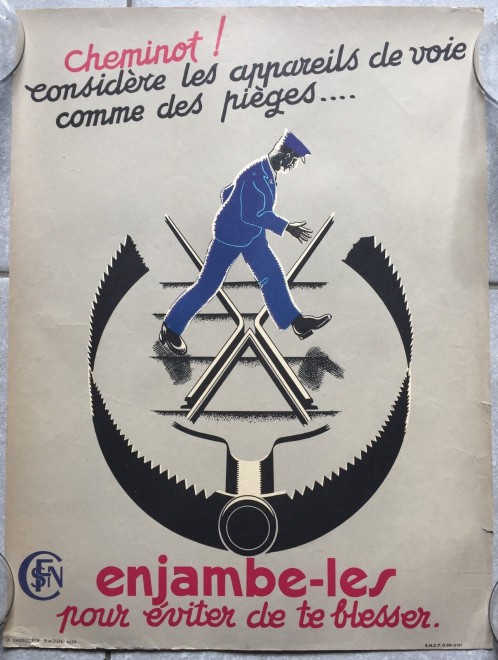 Cheminot !
considère les appareils de voie
comme des pièges....
SNCF
enjambe-les
pour éviter de te blesser.